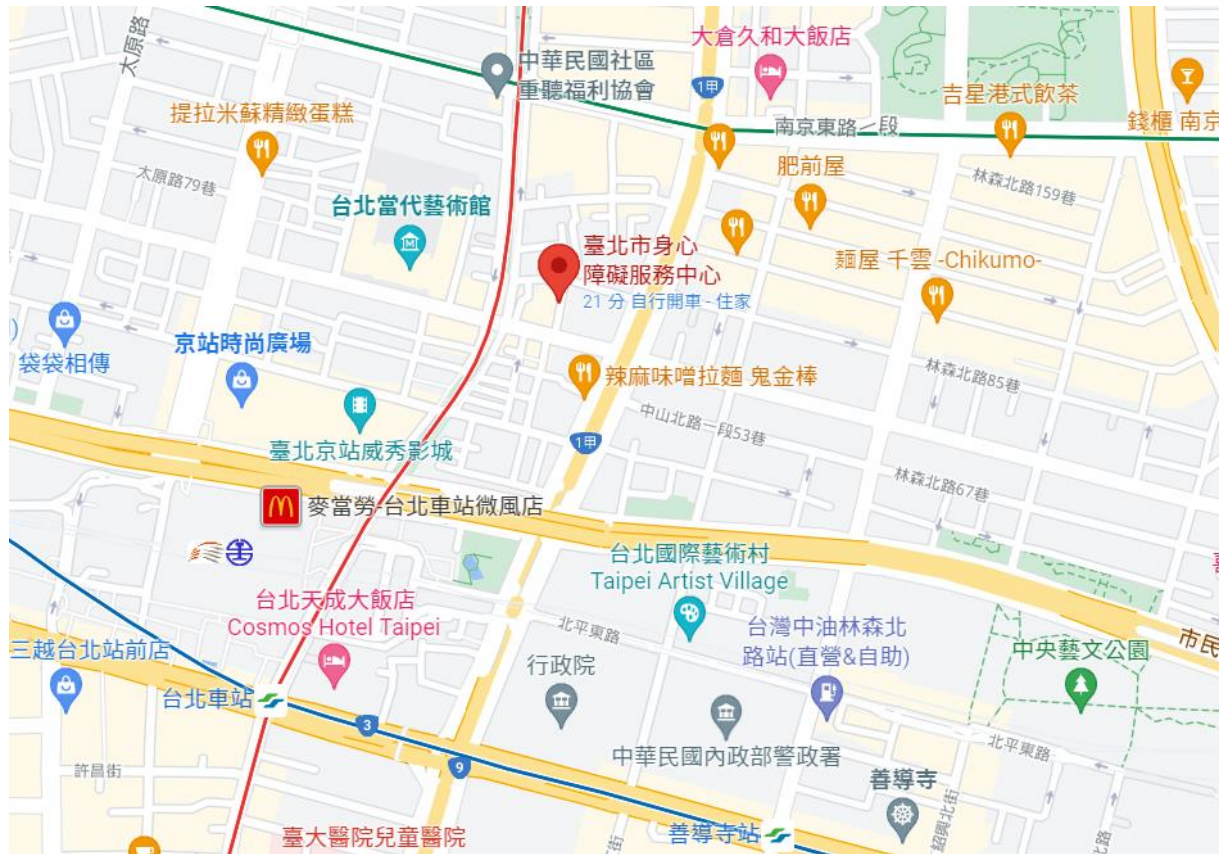 太原路
中華民國社區
重聽福利協會
大倉久和大飯店
1甲
吉星港式飲茶
錢櫃 南京
提拉米蘇精緻蛋糕
南京東路一段
太原路79巷
肥前屋
林森北路159巷
台北當代藝術館
M
臺北市身心
障礙服務中心
21 分 自行開車 - 住家
麵屋 千雲 -Chikumo-
京站時尚廣場
袋袋相傳
辣麻味噌拉麵 鬼金棒
林森北路85巷
中山北路一段53巷
1甲
臺北京站威秀影城
林森北路67巷
麥當勞-台北車站微風店
台北國際藝術村
Taipei Artist Village
台北天成大飯店
Cosmos Hotel Taipei
北平東路
台灣中油林森北
路站(直營&自助)
市民
三越台北站前店
行政院
中央藝文公園
台北車站
3
中華民國內政部警政署
北平東路
9
許昌街
善導寺
臺大醫院兒童醫院
善導寺站
紹興北街